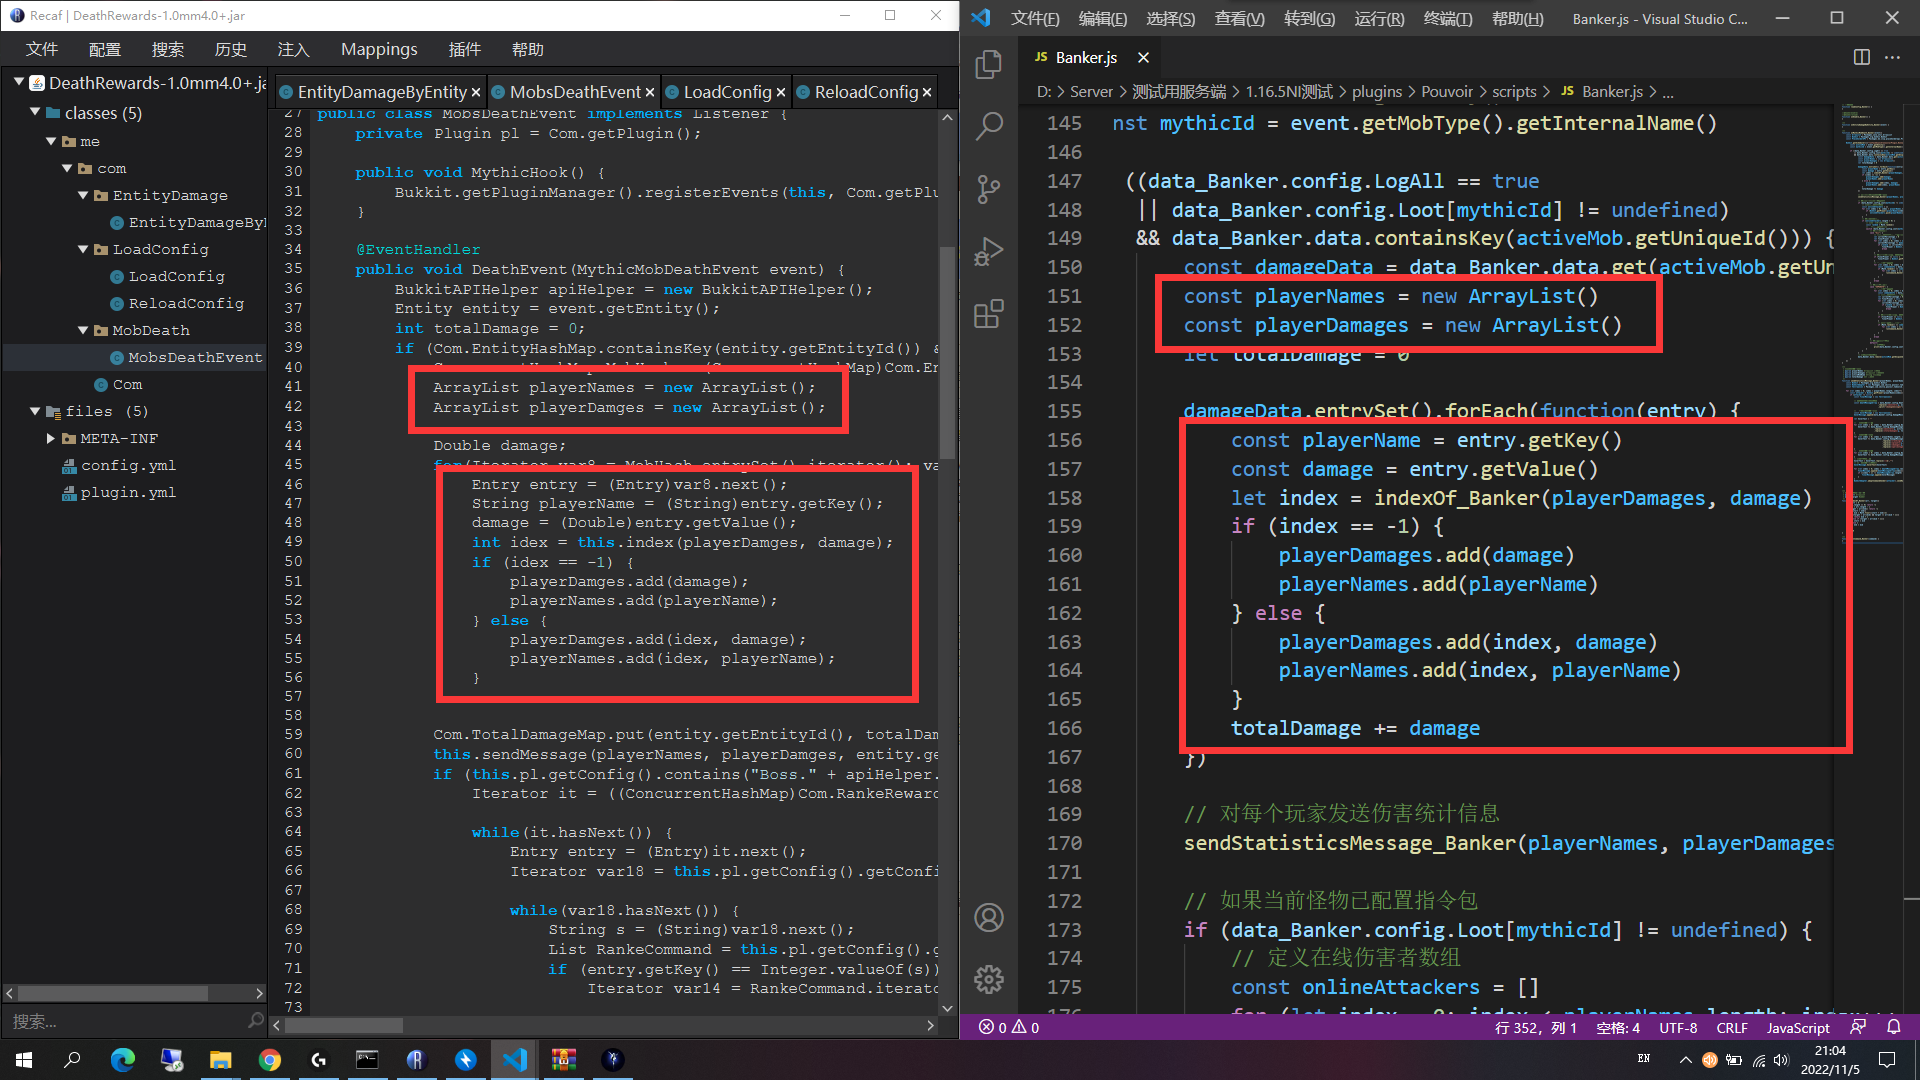 Recaf | DeathRewards-1.0mm4.0+.jar
文件 配置 搜索 历史 注入 Mappings 插件 帮助
DeathRewards-1.0mm4.0+.ja
classes (5)
me
com
EntityDamage
EntityDamageByI
LoadConfig
LoadConfig
ReloadConfig
MobDeath
MobsDeathEvent
Com
files (5)
META-INF
config.yml
plugin.yml
搜索...
EntityDamageByEntity × MobsDeathEvent × LoadConfig × ReloadConfig ×
27 public class MobsDeathEvent implements Listener {
28 private Plugin pl = Com.getPlugin();
29
30 public void MythicHook() {
31 Bukkit.getPluginManager().registerEvents(this, Com.getPlu
32 }
33
34 @EventHandler
35 public void DeathEvent(MythicMobDeathEvent event) {
36 BukkitAPIHelper apiHelper = new BukkitAPIHelper();
37 Entity entity = event.getEntity();
38 int totalDamage = 0;
39 if (Com.EntityHashMap.containsKey(entity.getEntityId()) &
40
41 ArrayList playerNames = new ArrayList();
42 ArrayList playerDamges = new ArrayList();
43
44 Double damage;
45 for(Iterator var8 = MobHash.entrySet().iterator(); va
46 Entry entry = (Entry)var8.next();
47 String playerName = (String)entry.getKey();
48 damage = (Double)entry.getValue();
49 int idex = this.index(playerDamges, damage);
50 if (idex == -1) {
51 playerDamges.add(damage);
52 playerNames.add(playerName);
53 } else {
54 playerDamges.add(idex, damage);
55 playerNames.add(idex, playerName);
56 }
57
58
59 Com.TotalDamageMap.put(entity.getEntityId(), totalDam
60 this.sendMessage(playerNames, playerDamges, entity.ge
61 if (this.pl.getConfig().contains("Boss." + apiHelper.
62 Iterator it = ((ConcurrentHashMap)Com.RankeRewarc
63
64 while(it.hasNext()) {
65 Entry entry = (Entry)it.next();
66 Iterator var18 = this.pl.getConfig().getConfi
67
68 while(var18.hasNext()) {
69 String s = (String)var18.next();
70 List RankeCommand = this.pl.getConfig().g
71 if (entry.getKey() == Integer.valueOf(s))
72 Iterator var14 = RankeCommand.iterato
73
文件(F) 编辑(E) 选择(S) 查看(V) 转到(G) 运行(R) 终端(T) 帮助(H) Banker.js - Visual Studio C...
JS Banker.js ×
D: > Server > 测试用服务端 > 1.16.5NI测试 > plugins > Pouvoir > scripts > JS Banker.js > ...
145 nst mythicId = event.getMobType().getInternalName()
146
147 ((data_Banker.config.LogAll == true
148 || data_Banker.config.Loot[mythicId] != undefined)
149 && data_Banker.data.containsKey(activeMob.getUniqueId())) {
150 const damageData = data_Banker.data.get(activeMob.getUn
151 const playerNames = new ArrayList()
152 const playerDamages = new ArrayList()
153 let totalDamage = 0
154
155 damageData.entrySet().forEach(function(entry) {
156 const playerName = entry.getKey()
157 const damage = entry.getValue()
158 let index = indexOf_Banker(playerDamages, damage)
159 if (index == -1) {
160 playerDamages.add(damage)
161 playerNames.add(playerName)
162 } else {
163 playerDamages.add(index, damage)
164 playerNames.add(index, playerName)
165 }
166 totalDamage += damage
167 })
168
169 // 对每个玩家发送伤害统计信息
170 sendStatisticsMessage_Banker(playerNames, playerDamages
171
172 // 如果当前怪物已配置指令包
173 if (data_Banker.config.Loot[mythicId] != undefined) {
174 // 定义在线伤害者数组
175 const onlineAttackers = []
0 0 行 352，列 1 空格: 4 UTF-8 CRLF JavaScript
EN 21:04
2022/11/5